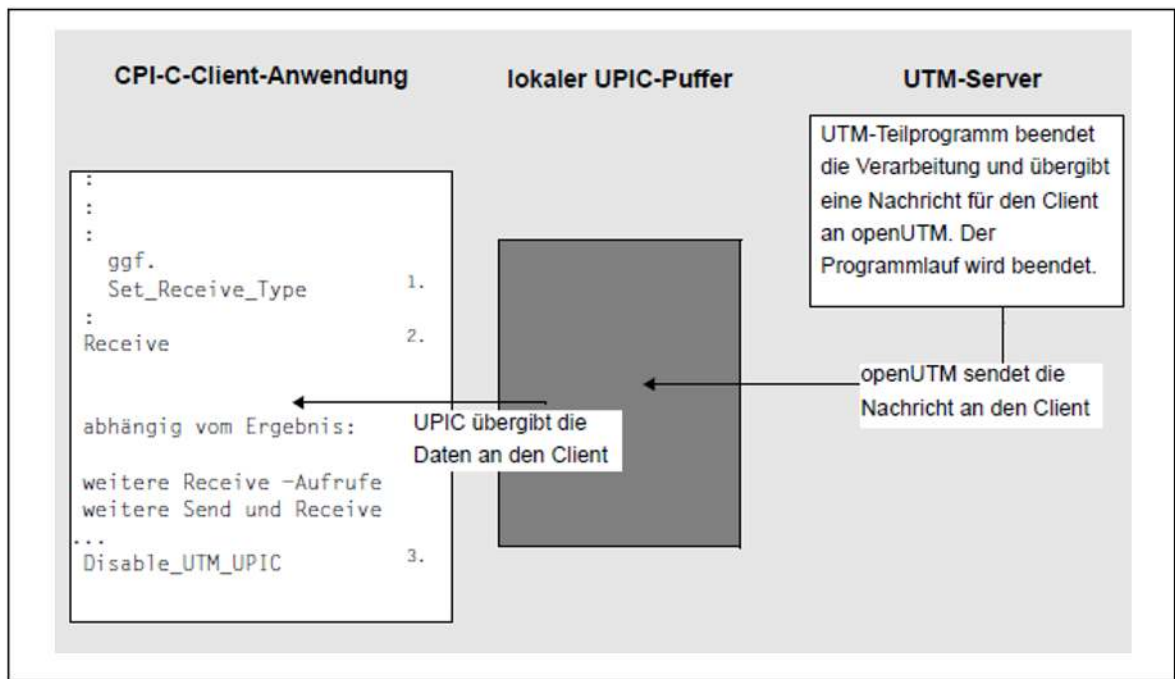 CPI-C-Client-Anwendung
lokaler UPIC-Puffer
UTM-Server
UTM-Teilprogramm beendet
die Verarbeitung und übergibt
eine Nachricht für den Client
an openUTM. Der
Programmlauf wird beendet.
:
:
:
ggf.
Set_Receive_Type 1.
:
Receive 2.
openUTM sendet die
Nachricht an den Client
UPIC übergibt die
Daten an den Client
abhängig vom Ergebnis:
weitere Receive -Aufrufe
weitere Send und Receive
...
Disable_UTM_UPIC 3.